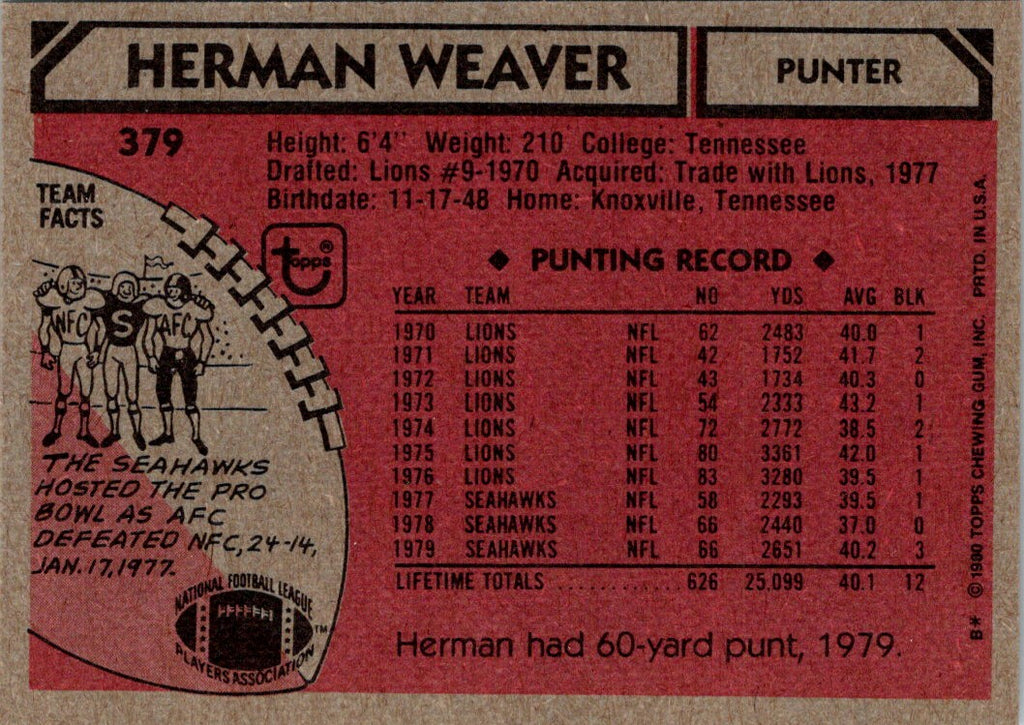 HERMAN WEAVER
PUNTER
379
Height: 6'4" Weight: 210 College: Tennessee
Drafted: Lions #9-1970 Acquired: Trade with Lions, 1977
Birthdate: 11-17-48 Home: Knoxville, Tennessee
TEAM
FACTS
topps®
NFC
S
AFC
THE SEAHAWKS
HOSTED THE PRO
BOWL AS AFC
DEFEATED NFC, 24-14,
JAN. 17, 1977.
NATIONAL FOOTBALL LEAGUE
PLAYERS ASSOCIATION
TM
◆ PUNTING RECORD ◆
YEAR TEAM NO YDS AVG BLK
1970 LIONS NFL 62 2483 40.0 1
1971 LIONS NFL 42 1752 41.7 2
1972 LIONS NFL 43 1734 40.3 0
1973 LIONS NFL 54 2333 43.2 1
1974 LIONS NFL 72 2772 38.5 2
1975 LIONS NFL 80 3361 42.0 1
1976 LIONS NFL 83 3280 39.5 1
1977 SEAHAWKS NFL 58 2293 39.5 1
1978 SEAHAWKS NFL 66 2440 37.0 0
1979 SEAHAWKS NFL 66 2651 40.2 3
LIFETIME TOTALS ............ 626 25,099 40.1 12
Herman had 60-yard punt, 1979.
B* © 1980 TOPPS CHEWING GUM, INC. PRTD. IN U.S.A.